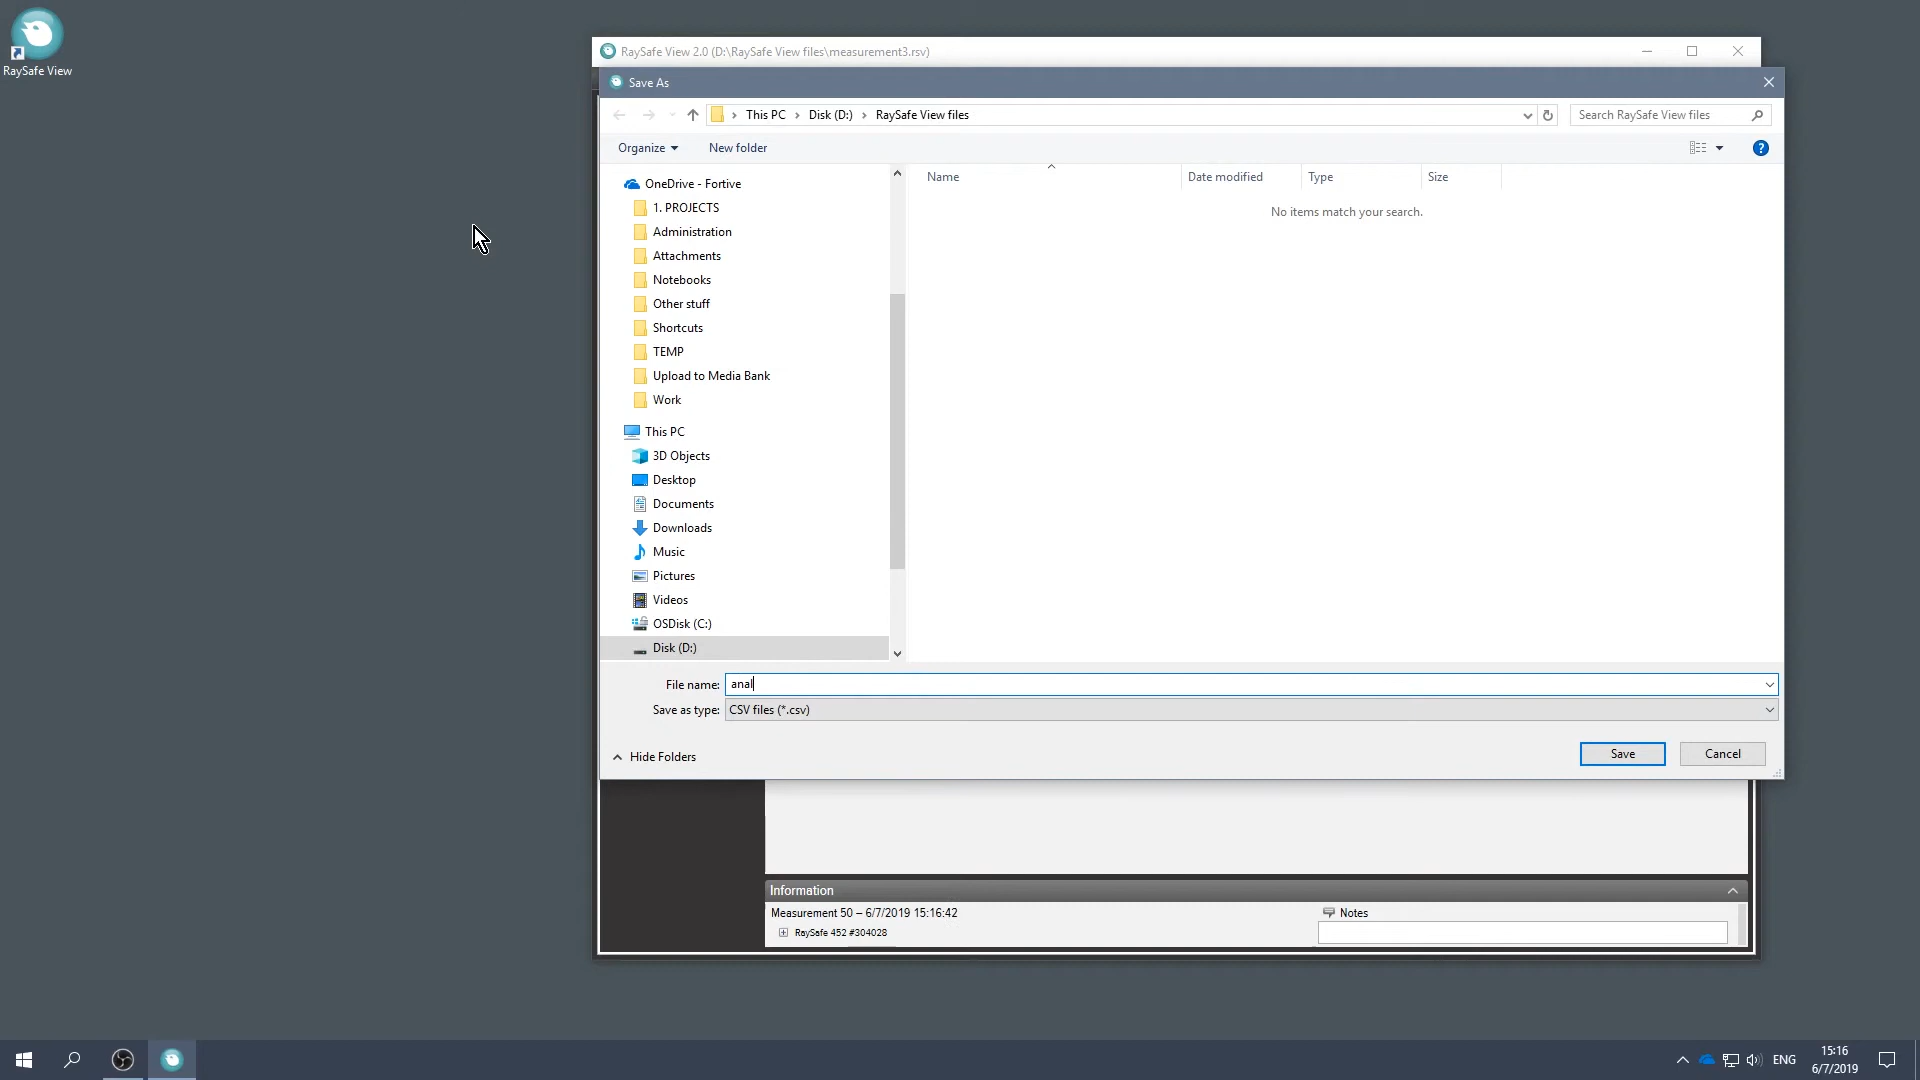 RaySafe View
RaySafe View 2.0 (D:\RaySafe View files\measurement3.rsv)
Save As
This PC > Disk (D:) > RaySafe View files
Search RaySafe View files
Organize
New folder
OneDrive - Fortive
1. PROJECTS
Administration
Attachments
Notebooks
Other stuff
Shortcuts
TEMP
Upload to Media Bank
Work
This PC
3D Objects
Desktop
Documents
Downloads
Music
Pictures
Videos
OSDisk (C:)
Disk (D:)
Name
Date modified
Type
Size
No items match your search.
File name: anal
Save as type: CSV files (*.csv)
Hide Folders
Save
Cancel
Information
Measurement 50 – 6/7/2019 15:16:42
RaySafe 452 #304028
Notes
ENG
15:16
6/7/2019